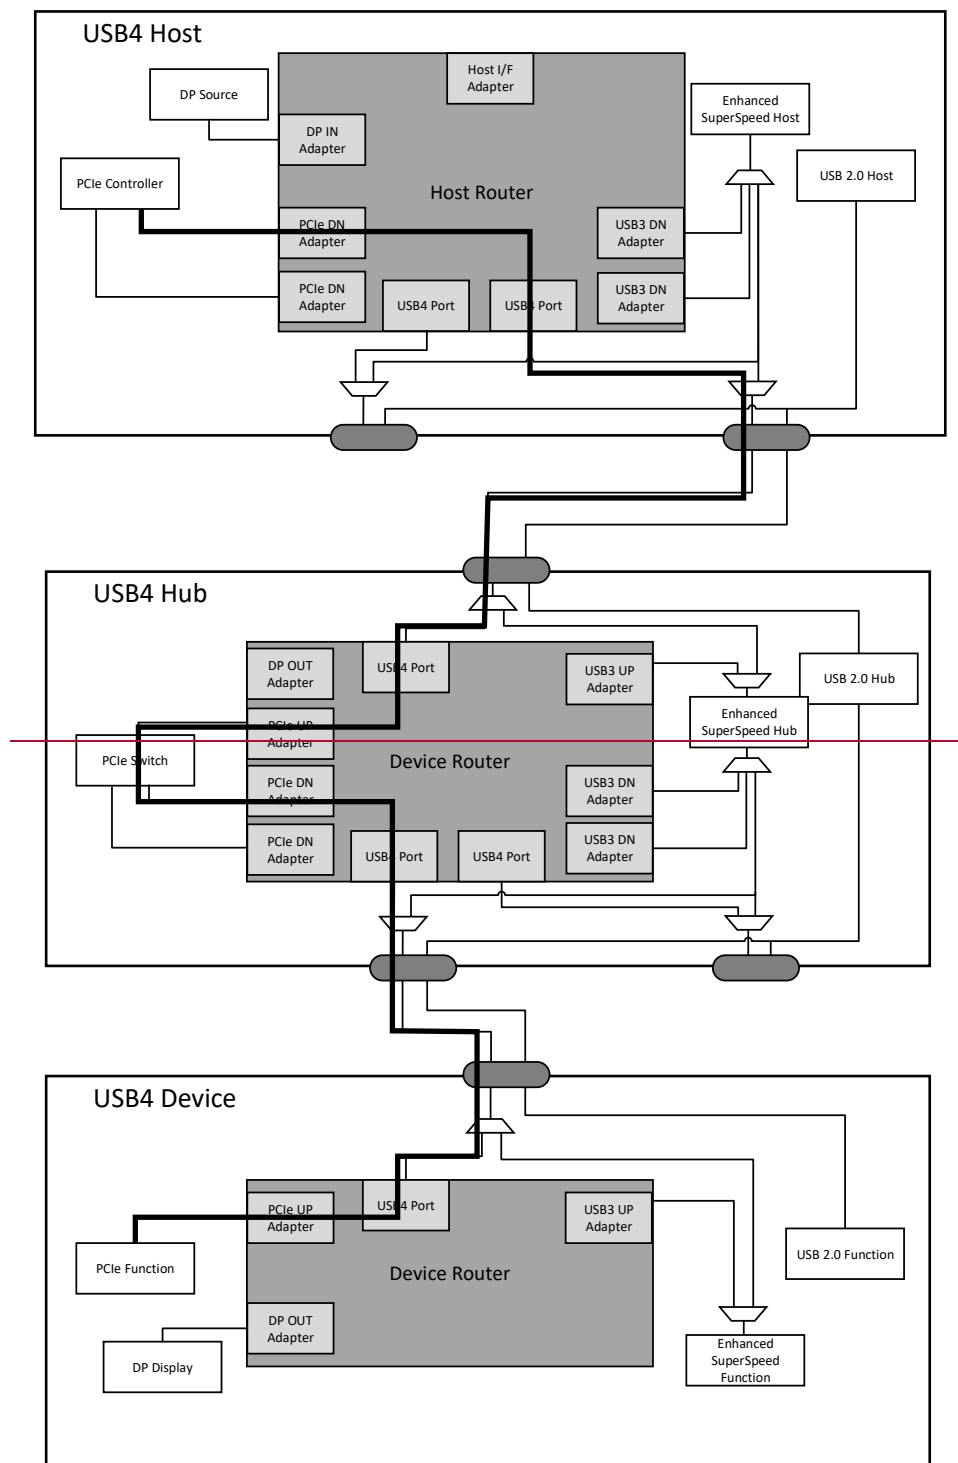 USB4 Host
Host I/F
Adapter
DP Source
Enhanced
SuperSpeed Host
DP IN
Adapter
PCIe Controller
USB 2.0 Host
Host Router
PCIe DN
Adapter
USB3 DN
Adapter
PCIe DN
Adapter
USB4 Port
USB4 Port
USB3 DN
Adapter
USB4 Hub
DP OUT
Adapter
USB4 Port
USB3 UP
Adapter
USB 2.0 Hub
PCIe UP
Adapter
Enhanced
SuperSpeed Hub
PCIe Switch
Device Router
PCIe DN
Adapter
USB3 DN
Adapter
PCIe DN
Adapter
USB4 Port
USB4 Port
USB3 DN
Adapter
USB4 Device
PCIe UP
Adapter
USB4 Port
USB3 UP
Adapter
PCIe Function
Device Router
USB 2.0 Function
DP OUT
Adapter
DP Display
Enhanced
SuperSpeed
Function